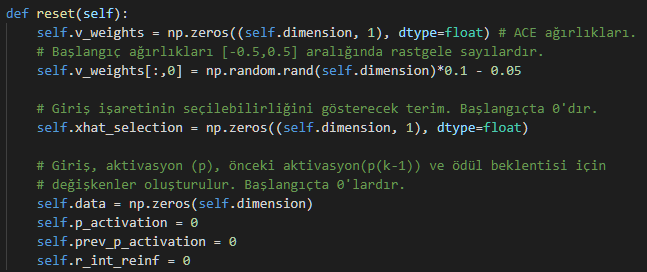 def reset(self):
    self.v_weights = np.zeros((self.dimension, 1), dtype=float) # ACE ağırlıkları.
    # Başlangıç ağırlıkları [-0.5,0.5] aralığında rastgele sayılardır.
    self.v_weights[:,0] = np.random.rand(self.dimension)*0.1 - 0.05

    # Giriş işaretinin seçilebilirliğini gösterecek terim. Başlangıçta 0'dır.
    self.xhat_selection = np.zeros((self.dimension, 1), dtype=float)

    # Giriş, aktivasyon (p), önceki aktivasyon(p(k-1)) ve ödül beklentisi için
    # değişkenler oluşturulur. Başlangıçta 0'lardır.
    self.data = np.zeros(self.dimension)
    self.p_activation = 0
    self.prev_p_activation = 0
    self.r_int_reinf = 0